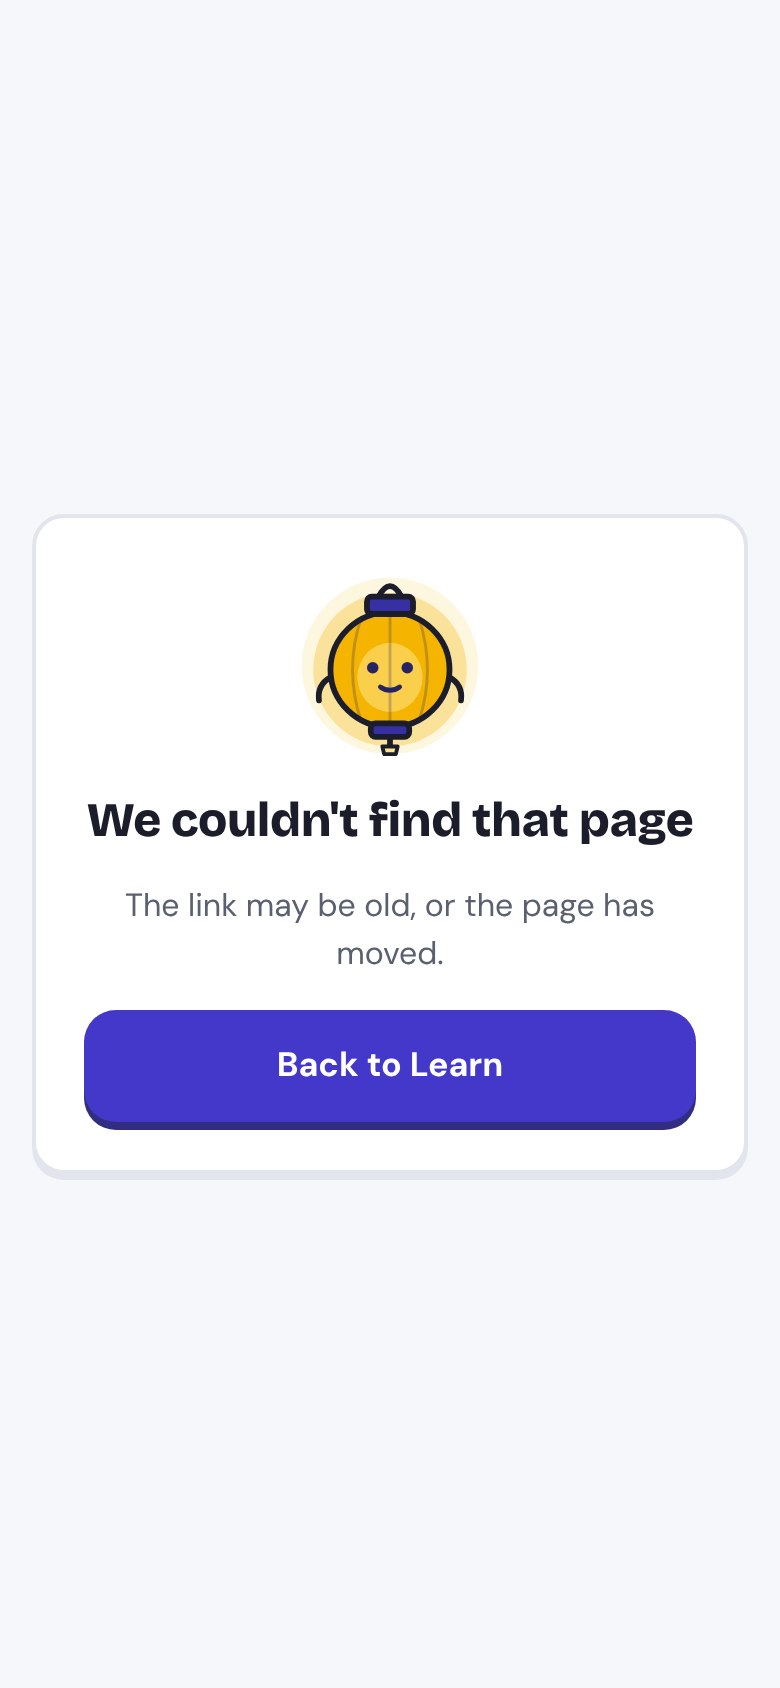 We couldn't find that page
The link may be old, or the page has
moved.
Back to Learn